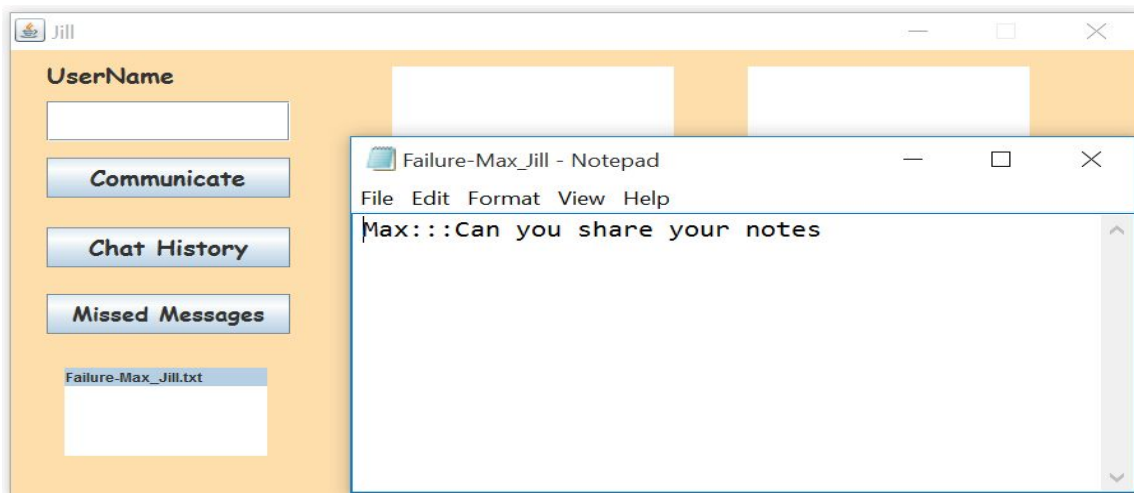 Jill
UserName
Communicate
Chat History
Missed Messages
Failure-Max_Jill.txt
Failure-Max_Jill - Notepad
File Edit Format View Help
Max:::Can you share your notes